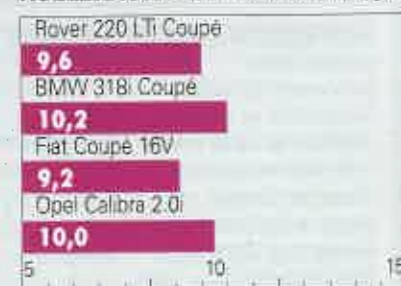 Rover 220 LTi Coupé
9,6
BMW 318i Coupé
10,2
Fiat Coupé 16V
9,2
Opel Calibra 2.0i
10,0
5 10 15